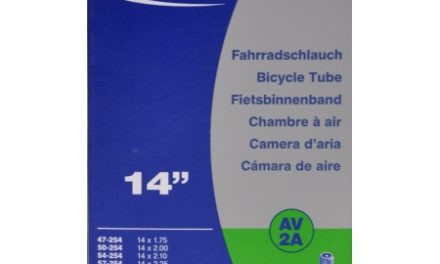 Fahrradschlauch
Bicycle Tube
Fietsbinnenband
Chambre à air
Camera d'aria
Cámara de aire
14”
AV
2A
47-254 14 x 1.75
50-254 14 x 2.00
54-254 14 x 2.10